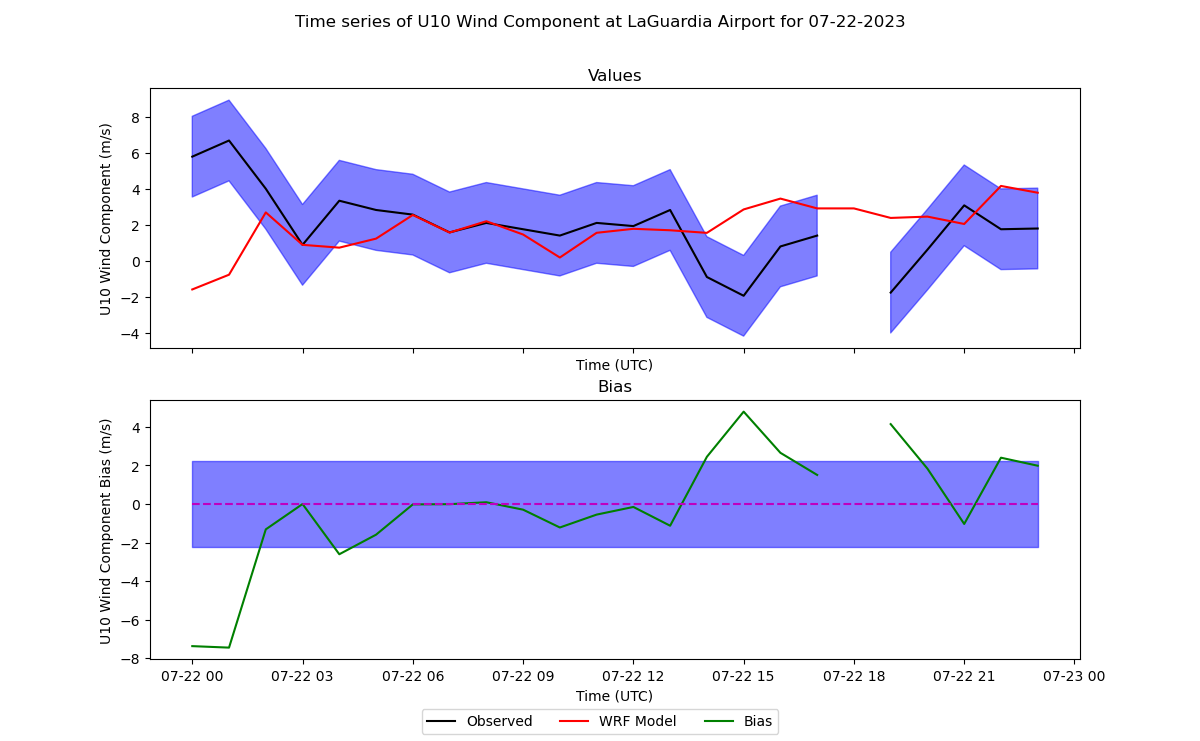 Time series of U10 Wind Component at LaGuardia Airport for 07-22-2023
Values
U10 Wind Component (m/s)
8
6
4
2
0
−2
−4
Time (UTC)
Bias
U10 Wind Component Bias (m/s)
4
2
0
−2
−4
−6
−8
07-22 00 07-22 03 07-22 06 07-22 09 07-22 12 07-22 15 07-22 18 07-22 21 07-23 00
Time (UTC)
Observed WRF Model Bias